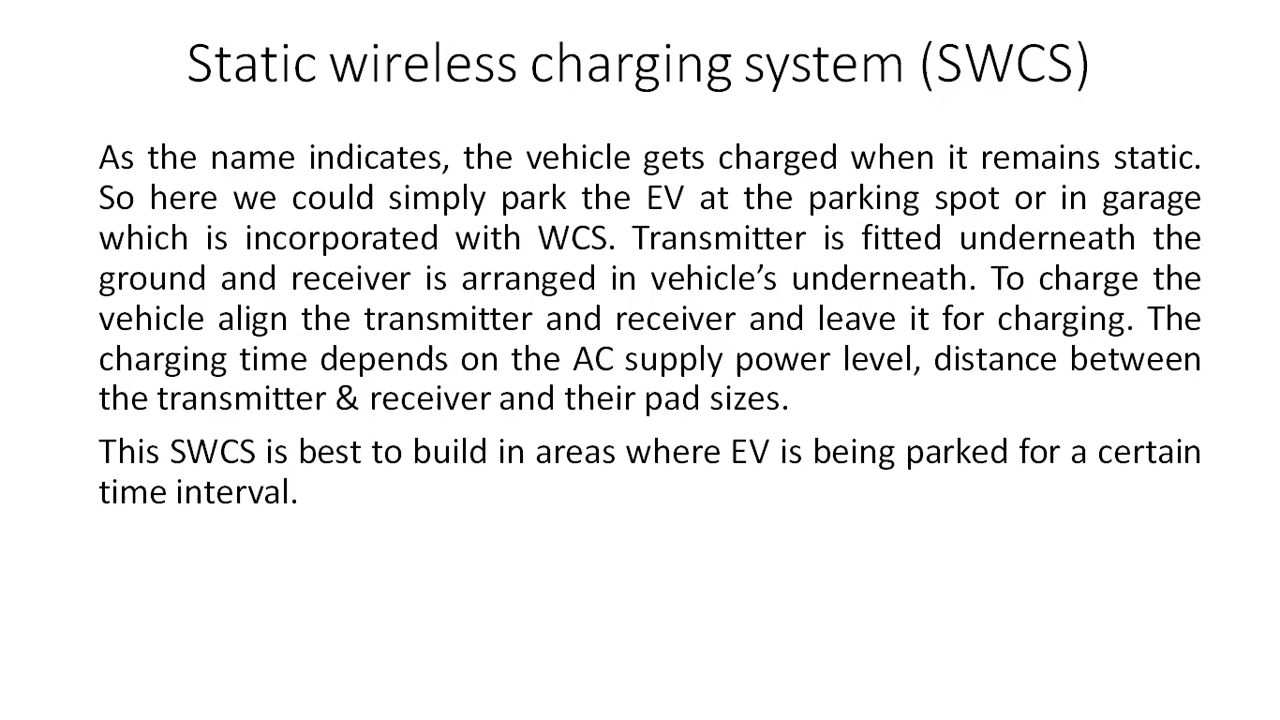 Static wireless charging system (SWCS)
As the name indicates, the vehicle gets charged when it remains static.
So here we could simply park the EV at the parking spot or in garage
which is incorporated with WCS. Transmitter is fitted underneath the
ground and receiver is arranged in vehicle’s underneath. To charge the
vehicle align the transmitter and receiver and leave it for charging. The
charging time depends on the AC supply power level, distance between
the transmitter & receiver and their pad sizes.
This SWCS is best to build in areas where EV is being parked for a certain
time interval.